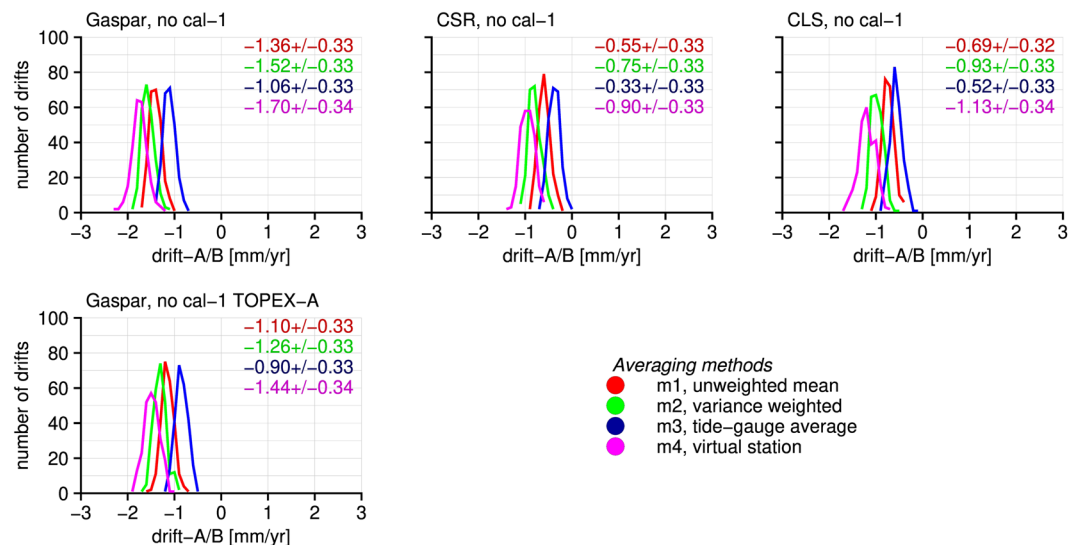 Gaspar, no cal−1
−1.36+/−0.33
−1.52+/−0.33
−1.06+/−0.33
−1.70+/−0.34
number of drifts
100
80
60
40
20
0
−3 −2 −1 0 1 2 3
drift−A/B [mm/yr]
CSR, no cal−1
−0.55+/−0.33
−0.75+/−0.33
−0.33+/−0.33
−0.90+/−0.33
−3 −2 −1 0 1 2 3
drift−A/B [mm/yr]
CLS, no cal−1
−0.69+/−0.32
−0.93+/−0.33
−0.52+/−0.33
−1.13+/−0.34
−3 −2 −1 0 1 2 3
drift−A/B [mm/yr]
Gaspar, no cal−1 TOPEX−A
−1.10+/−0.33
−1.26+/−0.33
−0.90+/−0.33
−1.44+/−0.34
number of drifts
100
80
60
40
20
0
−3 −2 −1 0 1 2 3
drift−A/B [mm/yr]
Averaging methods
m1, unweighted mean
m2, variance weighted
m3, tide−gauge average
m4, virtual station